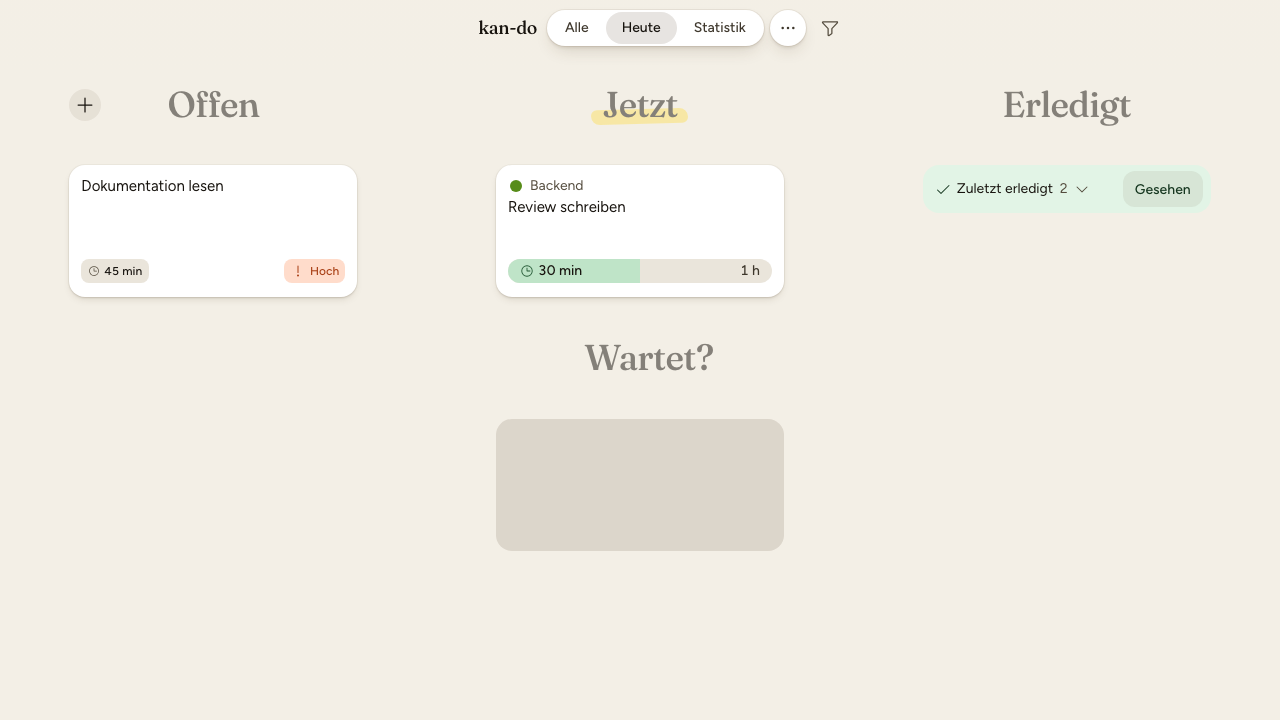 kan-do
Alle
Heute
Statistik
Offen
Dokumentation lesen
45 min
Hoch
Jetzt
Backend
Review schreiben
30 min
1 h
Wartet?
Erledigt
Zuletzt erledigt 2
Gesehen